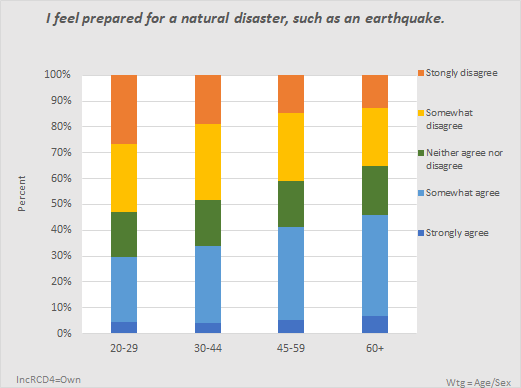 I feel prepared for a natural disaster, such as an earthquake.
100%
90%
80%
70%
60%
50%
40%
30%
20%
10%
0%
Percent
20-29
30-44
45-59
60+
Stongly disagree
Somewhat
disagree
Neither agree nor
disagree
Somewhat agree
Strongly agree
IncRCD4=Own
Wtg = Age/Sex